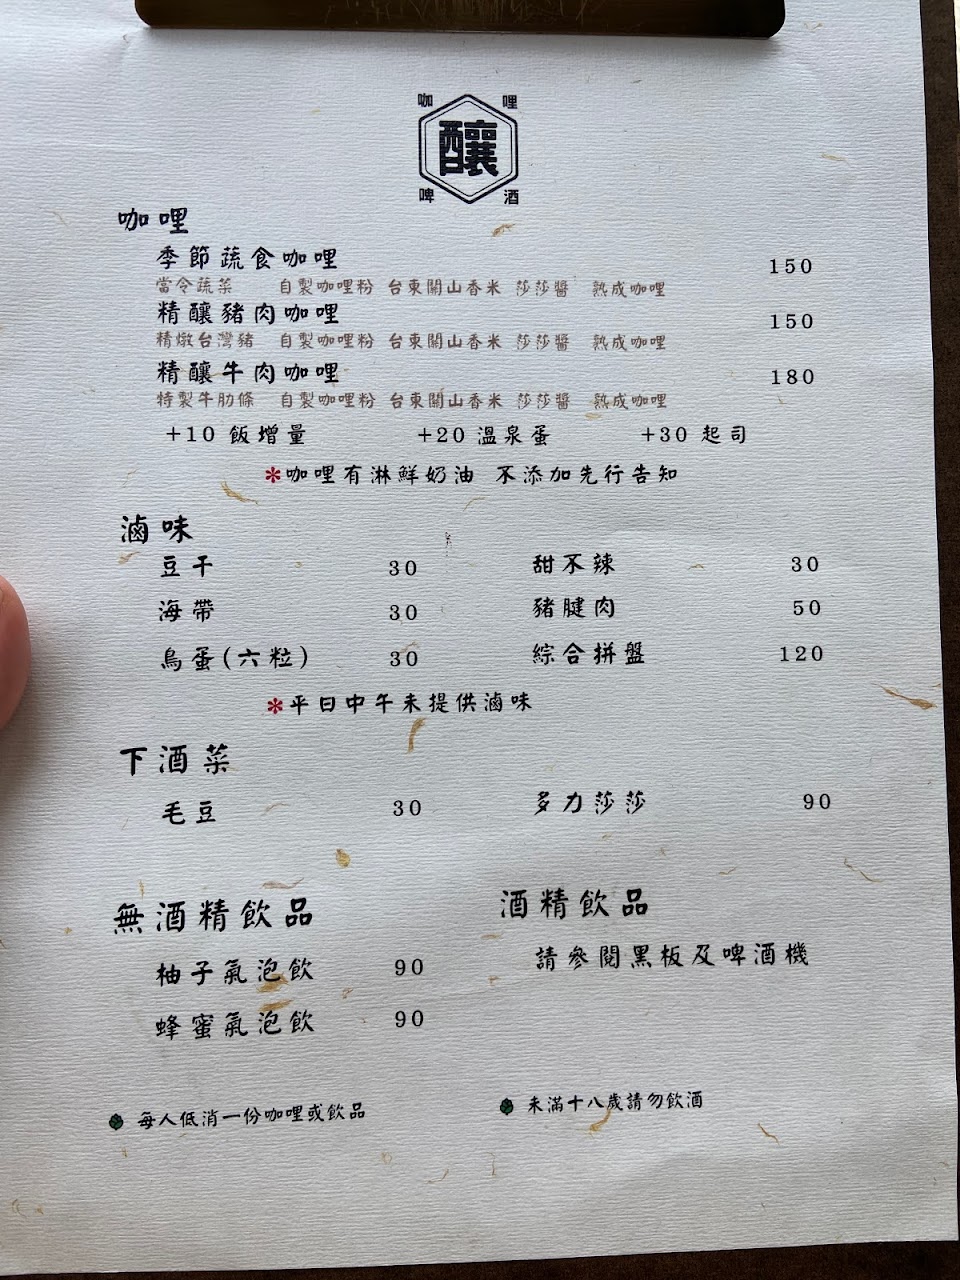 咖 哩
釀
啤 酒
咖哩
季節蔬食咖哩 150
當令蔬菜 自製咖哩粉 台東關山香米 莎莎醬 熟成咖哩
精釀豬肉咖哩 150
精燉台灣豬 自製咖哩粉 台東關山香米 莎莎醬 熟成咖哩
精釀牛肉咖哩 180
特製牛肋條 自製咖哩粉 台東關山香米 莎莎醬 熟成咖哩
+10 飯增量 +20 溫泉蛋 +30 起司
*咖哩有淋鮮奶油 不添加先行告知
滷味
豆干 30 甜不辣 30
海帶 30 豬腱肉 50
鳥蛋(六粒) 30 綜合拼盤 120
*平日中午未提供滷味
下酒菜
毛豆 30 多力莎莎 90
無酒精飲品
柚子氣泡飲 90
蜂蜜氣泡飲 90
酒精飲品
請參閱黑板及啤酒機
每人低消一份咖哩或飲品
未滿十八歲請勿飲酒